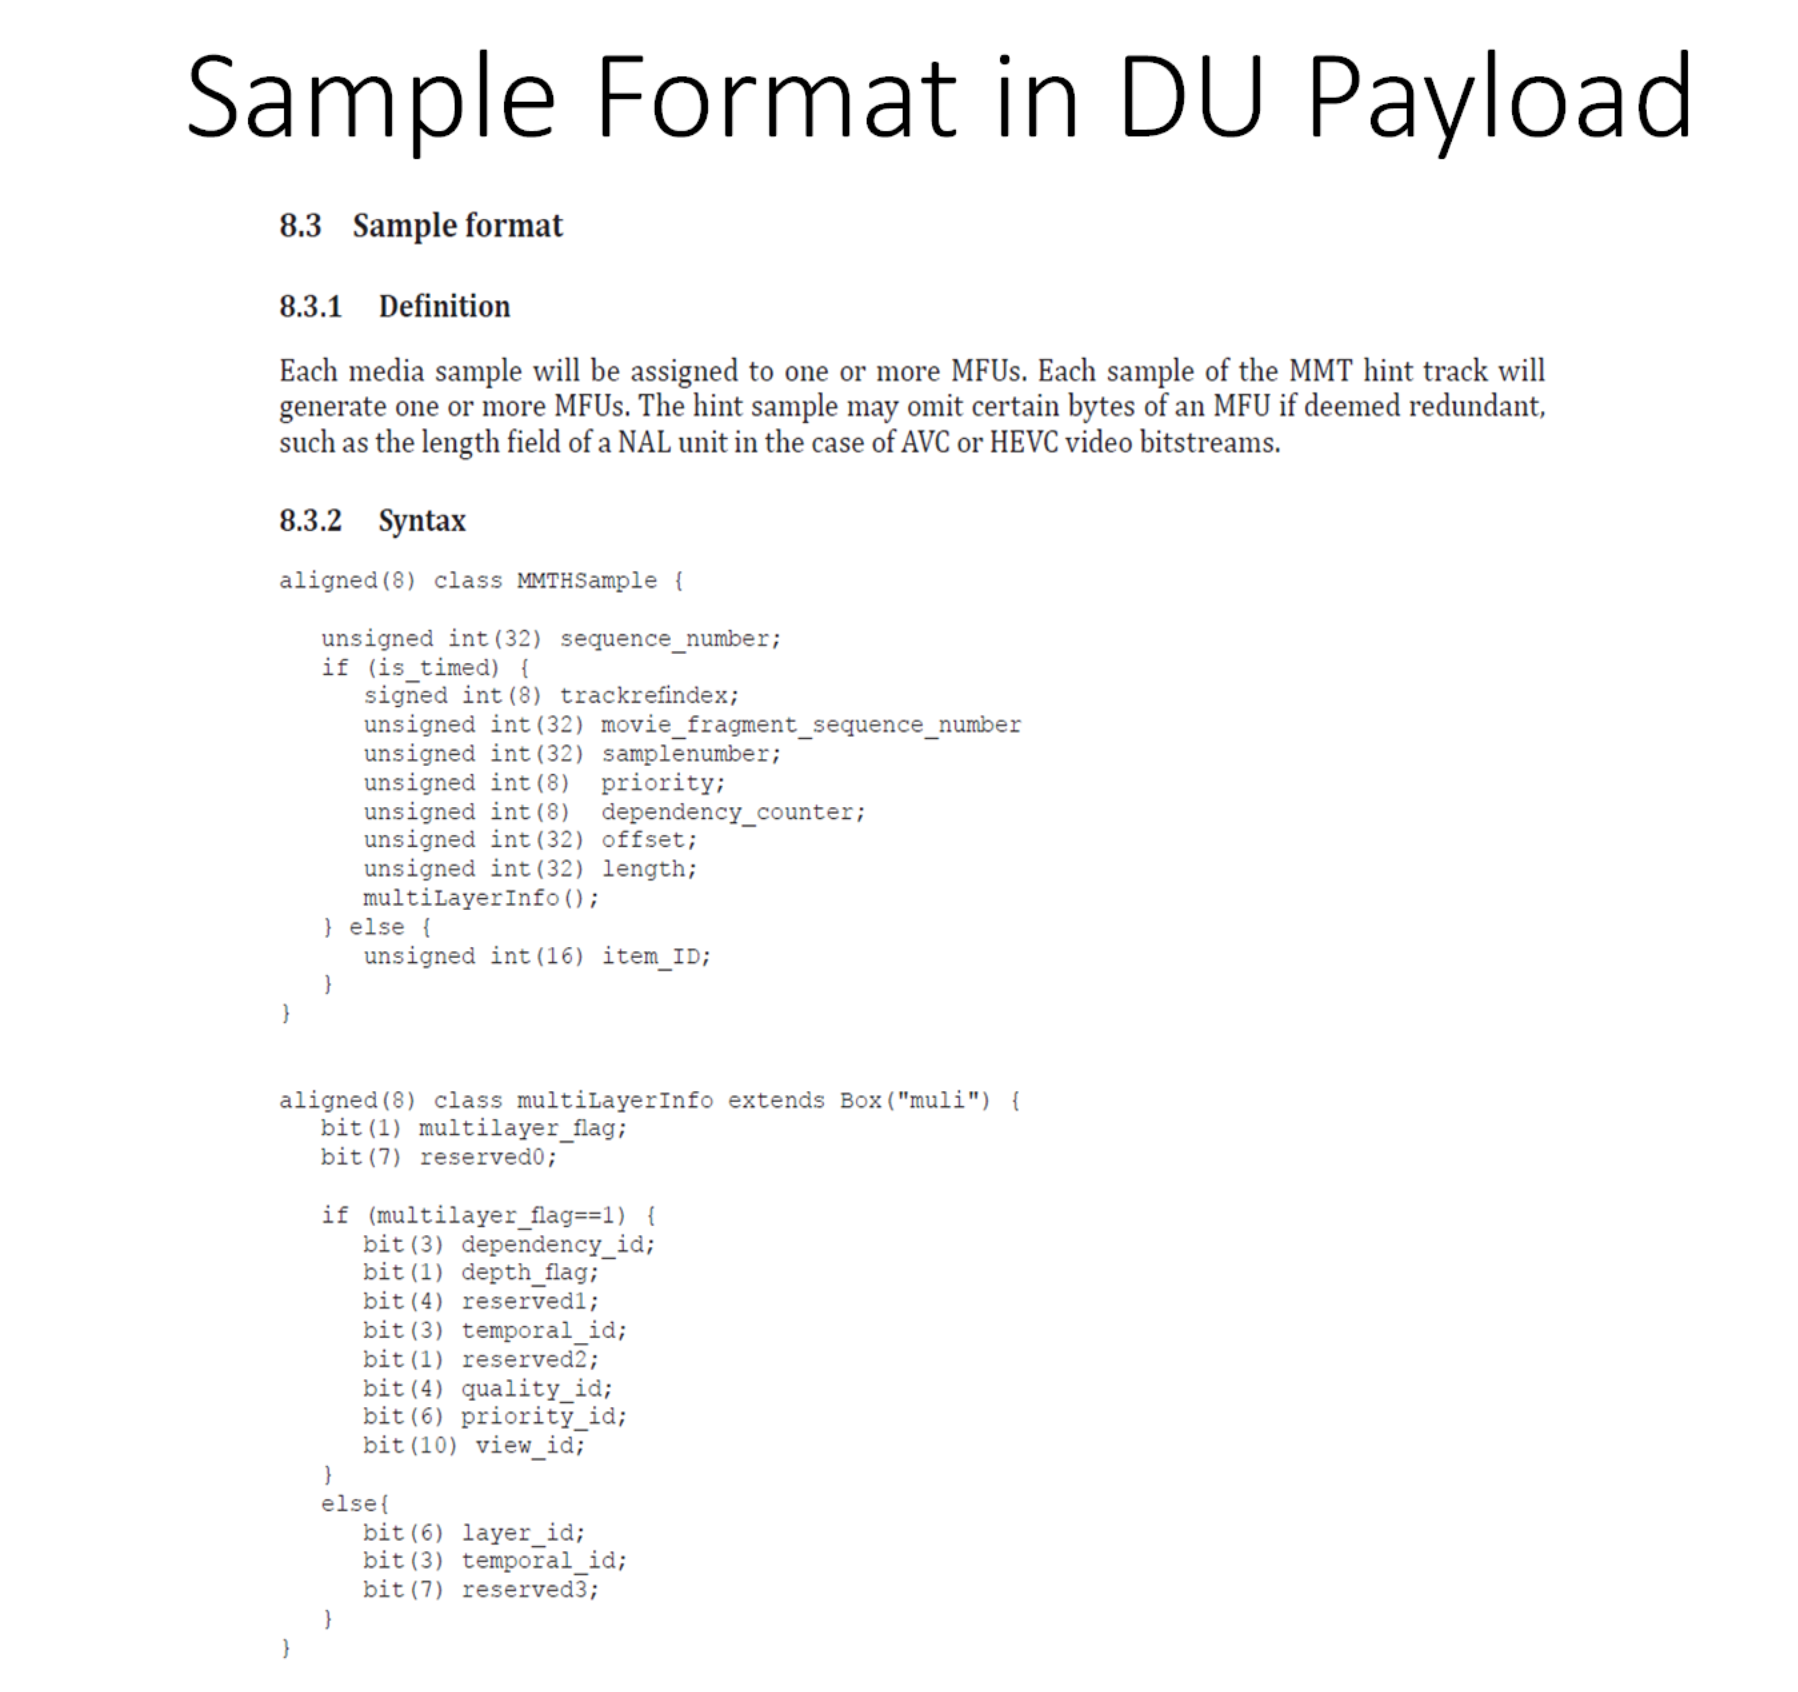 Sample Format in DU Payload
8.3 Sample format
8.3.1 Definition
Each media sample will be assigned to one or more MFUs. Each sample of the MMT hint track will
generate one or more MFUs. The hint sample may omit certain bytes of an MFU if deemed redundant,
such as the length field of a NAL unit in the case of AVC or HEVC video bitstreams.
8.3.2 Syntax
aligned(8) class MMTHSample {
unsigned int(32) sequence_number;
if (is_timed) {
signed int(8) trackrefindex;
unsigned int(32) movie_fragment_sequence_number
unsigned int(32) samplenumber;
unsigned int(8) priority;
unsigned int(8) dependency_counter;
unsigned int(32) offset;
unsigned int(32) length;
multiLayerInfo();
} else {
unsigned int(16) item_ID;
}
}
aligned(8) class multiLayerInfo extends Box("muli") {
bit(1) multilayer_flag;
bit(7) reserved0;
if (multilayer_flag==1) {
bit(3) dependency_id;
bit(1) depth_flag;
bit(4) reserved1;
bit(3) temporal_id;
bit(1) reserved2;
bit(4) quality_id;
bit(6) priority_id;
bit(10) view_id;
}
else{
bit(6) layer_id;
bit(3) temporal_id;
bit(7) reserved3;
}
}